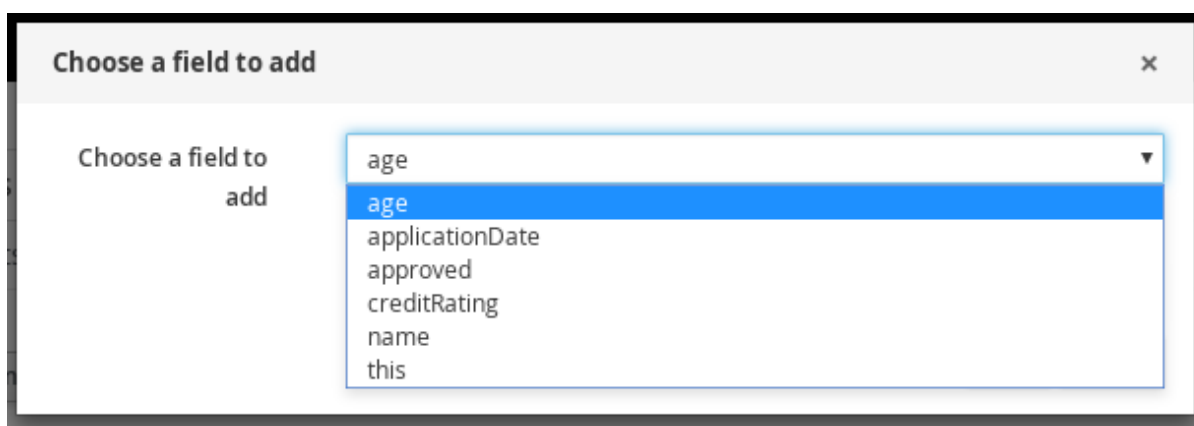 Choose a field to add
×
Choose a field to
add
age
age
applicationDate
approved
creditRating
name
this